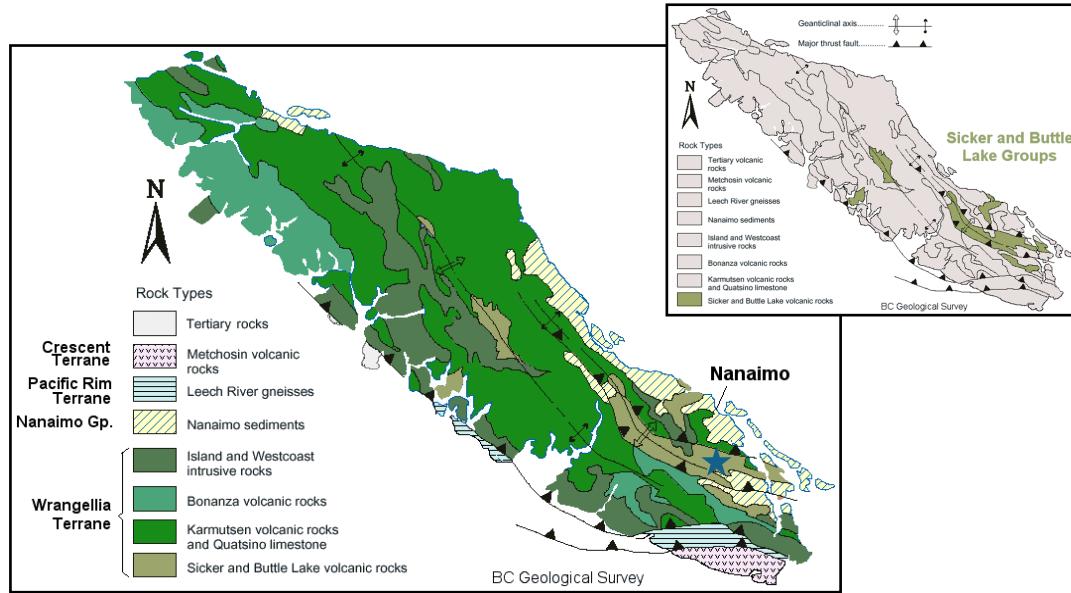 Geanticlinal axis...........
Major thrust fault...........
N
Rock Types
Tertiary volcanic
rocks
Metchosin volcanic
rocks
Leech River gneisses
Nanaimo sediments
Island and Westcoast
intrusive rocks
Bonanza volcanic rocks
Karmutsen volcanic rocks
and Quatsino limestone
Sicker and Buttle Lake volcanic rocks
Sicker and Buttle
Lake Groups
BC Geological Survey
N
Nanaimo
Rock Types
Tertiary rocks
Crescent
Terrane
Metchosin volcanic
rocks
Pacific Rim
Terrane
Leech River gneisses
Nanaimo Gp.
Nanaimo sediments
Wrangellia
Terrane
Island and Westcoast
intrusive rocks
Bonanza volcanic rocks
Karmutsen volcanic rocks
and Quatsino limestone
Sicker and Buttle Lake volcanic rocks
BC Geological Survey